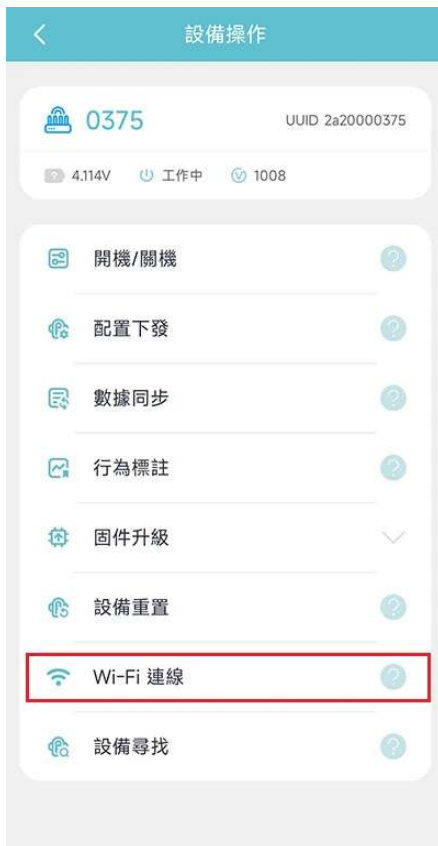 設備操作
0375 UUID 2a20000375
4.114V 工作中 1008
開機/關機
配置下發
數據同步
行為標註
固件升級
設備重置
Wi-Fi 連線
設備尋找